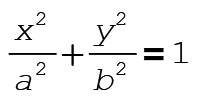 x²/a² + y²/b² = 1